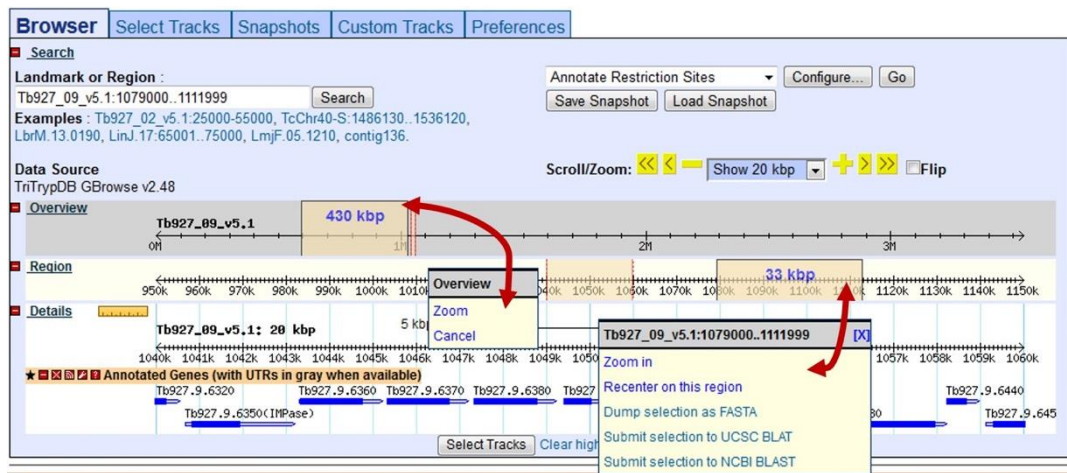 Browser Select Tracks Snapshots Custom Tracks Preferences
Search
Landmark or Region :
Tb927_09_v5.1:1079000..1111999 Search
Examples : Tb927_02_v5.1:25000-55000, TcChr40-S:1486130..1536120,
LbrM.13.0190, LinJ.17:65001..75000, LmjF.05.1210, contig136.
Annotate Restriction Sites Configure... Go
Save Snapshot Load Snapshot
Data Source
TriTrypDB GBrowse v2.48
Scroll/Zoom: << < Show 20 kbp > >> Flip
Overview
Tb927_09_v5.1
430 kbp
0M 1M 2M 3M
Region
33 kbp
950k 960k 970k 980k 990k 1000k 1050k 1060k 1070k 1090k 1100k 1120k 1130k 1140k 1150k
Overview
Zoom
Cancel
Details
Tb927_09_v5.1: 20 kbp
1040k 1041k 1042k 1043k 1044k 1045k 1046k 1047k 1048k 1049k 1057k 1058k 1059k 1060k
Tb927_09_v5.1:1079000..1111999 [X]
Zoom in
Recenter on this region
Dump selection as FASTA
Submit selection to UCSC BLAT
Submit selection to NCBI BLAST
Annotated Genes (with UTRs in gray when available)
Tb927.9.6320 Tb927.9.6360 Tb927.9.6370 Tb927.9.6380 Tb927 Tb927.9.6440
Tb927.9.6350(IMPase) Tb927.9.645
Select Tracks Clear high